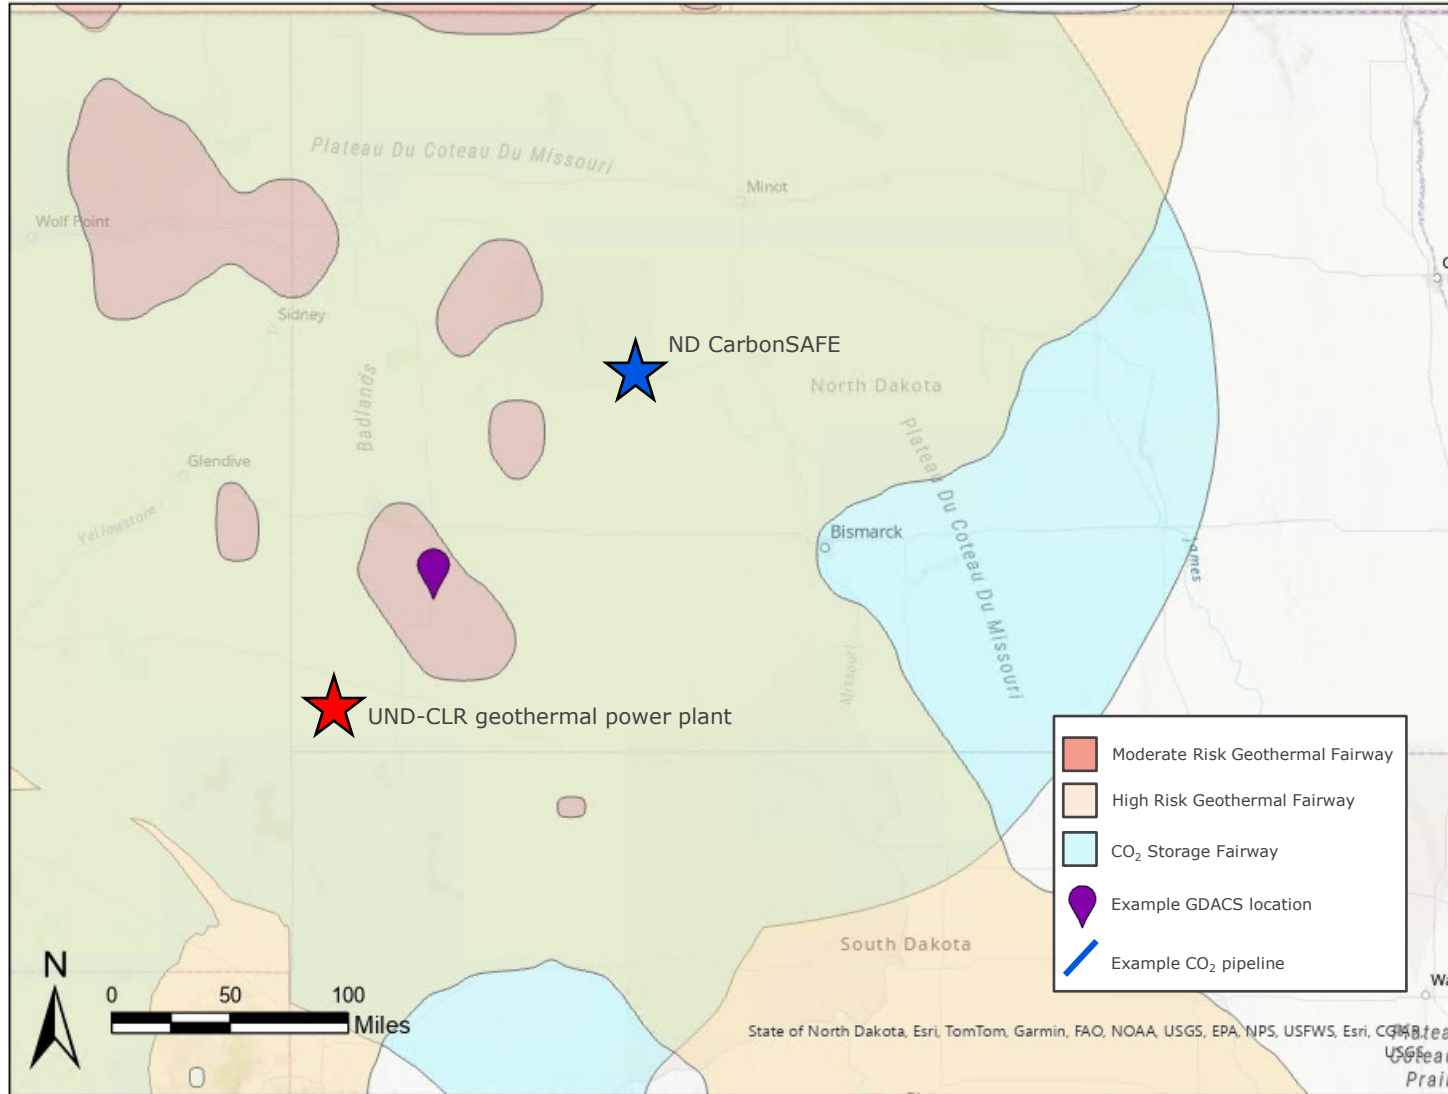 Plateau Du Coteau Du Missouri
Minot
Wolf Point
Sidney
ND CarbonSAFE
North Dakota
Badlands
Plateau Du Coteau Du Missouri
Glendive
Yellowstone
Bismarck
James
Missouri
UND-CLR geothermal power plant
Moderate Risk Geothermal Fairway
High Risk Geothermal Fairway
CO₂ Storage Fairway
Example GDACS location
Example CO₂ pipeline
South Dakota
N
0 50 100
Miles
State of North Dakota, Esri, TomTom, Garmin, FAO, NOAA, USGS, EPA, NPS, USFWS, Esri, CGIAR,
USGS